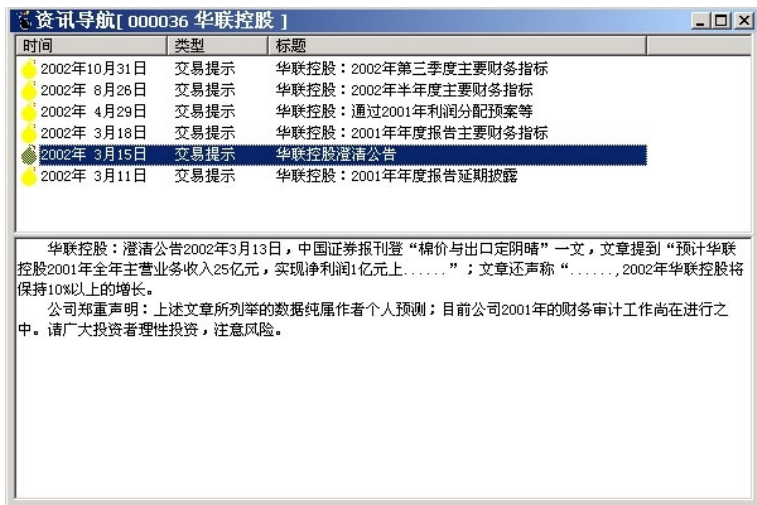 资讯导航[ 000036 华联控股 ]
时间 类型 标题
2002年10月31日 交易提示 华联控股：2002年第三季度主要财务指标
2002年 8月26日 交易提示 华联控股：2002年半年度主要财务指标
2002年 4月29日 交易提示 华联控股：通过2001年利润分配预案等
2002年 3月18日 交易提示 华联控股：2001年年度报告主要财务指标
2002年 3月15日 交易提示 华联控股澄清公告
2002年 3月11日 交易提示 华联控股：2001年年度报告延期披露
华联控股：澄清公告2002年3月13日，中国证券报刊登“棉价与出口定阴晴”一文，文章提到“预计华联
控股2001年全年主营业务收入25亿元，实现净利润1亿元上......”；文章还声称“......,2002年华联控股将
保持10%以上的增长。
公司郑重声明：上述文章所列举的数据纯属作者个人预测；目前公司2001年的财务审计工作尚在进行之
中。请广大投资者理性投资，注意风险。